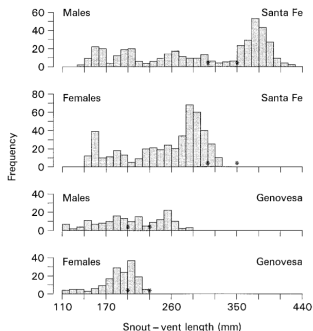 Males Santa Fe
60
40
20
0
Females Santa Fe
80
60
40
20
0
Frequency
Males Genovesa
40
20
0
Females Genovesa
40
20
0
110 170 260 350 440
Snout – vent length (mm)